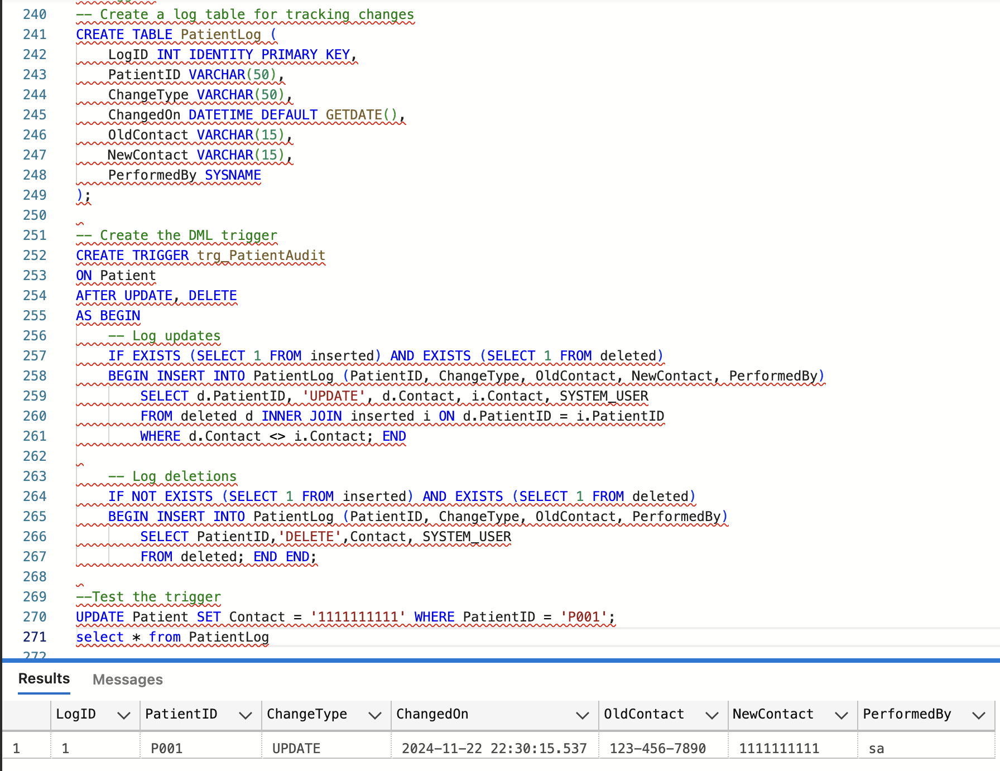 240 -- Create a log table for tracking changes
241 CREATE TABLE PatientLog (
242     LogID INT IDENTITY PRIMARY KEY,
243     PatientID VARCHAR(50),
244     ChangeType VARCHAR(50),
245     ChangedOn DATETIME DEFAULT GETDATE(),
246     OldContact VARCHAR(15),
247     NewContact VARCHAR(15),
248     PerformedBy SYSNAME
249 );
250
251 -- Create the DML trigger
252 CREATE TRIGGER trg_PatientAudit
253 ON Patient
254 AFTER UPDATE, DELETE
255 AS BEGIN
256     -- Log updates
257     IF EXISTS (SELECT 1 FROM inserted) AND EXISTS (SELECT 1 FROM deleted)
258     BEGIN INSERT INTO PatientLog (PatientID, ChangeType, OldContact, NewContact, PerformedBy)
259         SELECT d.PatientID, 'UPDATE', d.Contact, i.Contact, SYSTEM_USER
260         FROM deleted d INNER JOIN inserted i ON d.PatientID = i.PatientID
261         WHERE d.Contact <> i.Contact; END
262
263     -- Log deletions
264     IF NOT EXISTS (SELECT 1 FROM inserted) AND EXISTS (SELECT 1 FROM deleted)
265     BEGIN INSERT INTO PatientLog (PatientID, ChangeType, OldContact, PerformedBy)
266         SELECT PatientID,'DELETE',Contact, SYSTEM_USER
267         FROM deleted; END END;
268
269 --Test the trigger
270 UPDATE Patient SET Contact = '1111111111' WHERE PatientID = 'P001';
271 select * from PatientLog
272
Results Messages
LogID PatientID ChangeType ChangedOn OldContact NewContact PerformedBy
1 1 P001 UPDATE 2024-11-22 22:30:15.537 123-456-7890 1111111111 sa